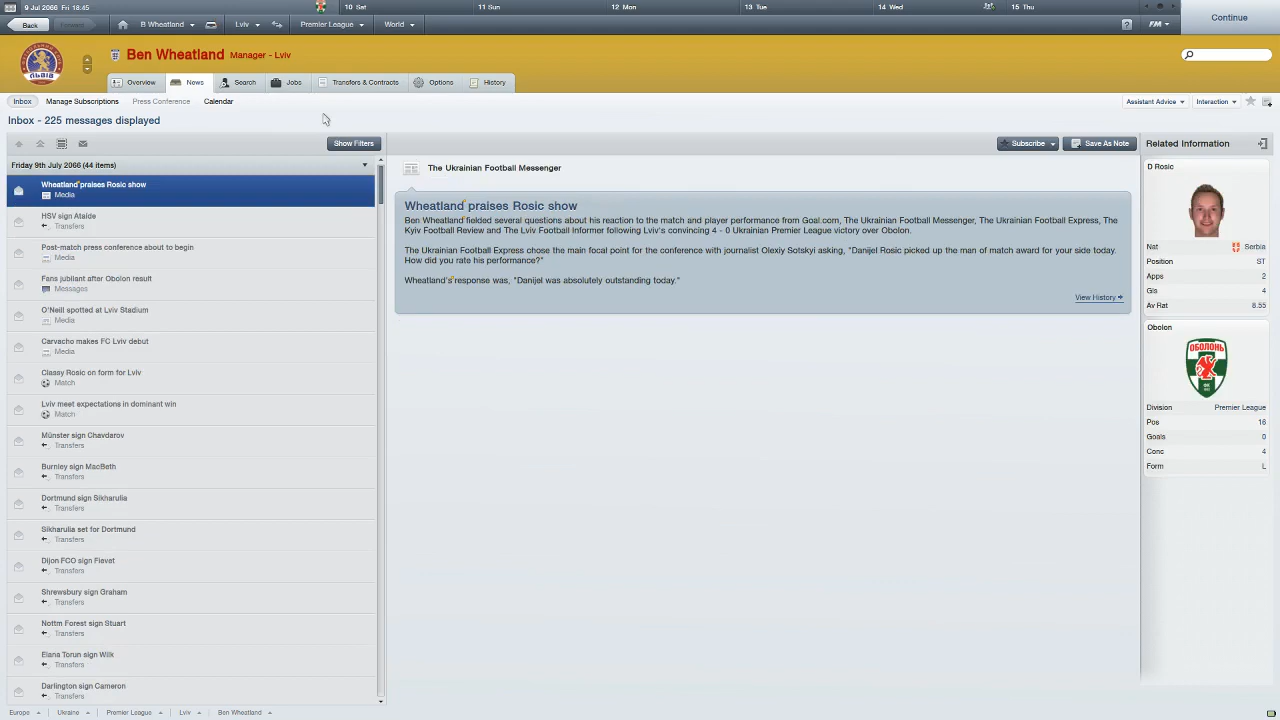 9 Jul 2066 Fri 18:45
10 Sat
11 Sun
12 Mon
13 Tue
14 Wed
15 Thu
Back
Forward
B Wheatland
Lviv
Premier League
World
?
FM
Continue
ЛЬВІВ
Ben Wheatland Manager - Lviv
Overview
News
Search
Jobs
Transfers & Contracts
Options
History
Inbox
Manage Subscriptions
Press Conference
Calendar
Assistant Advice
Interaction
Inbox - 225 messages displayed
Show Filters
Subscribe
Save As Note
Related Information
Friday 9th July 2066 (44 items)
Wheatland praises Rosic show
Media
HSV sign Ataide
Transfers
Post-match press conference about to begin
Media
Fans jubilant after Obolon result
Messages
O'Neill spotted at Lviv Stadium
Media
Carvacho makes FC Lviv debut
Media
Classy Rosic on form for Lviv
Match
Lviv meet expectations in dominant win
Match
Münster sign Chavdarov
Transfers
Burnley sign MacBeth
Transfers
Dortmund sign Sikharulia
Transfers
Sikharulia set for Dortmund
Transfers
Dijon FCO sign Fievet
Transfers
Shrewsbury sign Graham
Transfers
Nottm Forest sign Stuart
Transfers
Elana Torun sign Wilk
Transfers
Darlington sign Cameron
Transfers
The Ukrainian Football Messenger
Wheatland praises Rosic show
Ben Wheatland fielded several questions about his reaction to the match and player performance from Goal.com, The Ukrainian Football Messenger, The Ukrainian Football Express, The
Kyiv Football Review and The Lviv Football Informer following Lviv's convincing 4 - 0 Ukrainian Premier League victory over Obolon.
The Ukrainian Football Express chose the main focal point for the conference with journalist Olexiy Sotskyi asking, "Danijel Rosic picked up the man of match award for your side today.
How did you rate his performance?"
Wheatland's response was, "Danijel was absolutely outstanding today."
View History
D Rosic
Nat Serbia
Position ST
Apps 2
Gls 4
Av Rat 8.55
Obolon
ОБОЛОНЬ
Division Premier League
Pos 16
Goals 0
Conc 4
Form L
Europe
Ukraine
Premier League
Lviv
Ben Wheatland